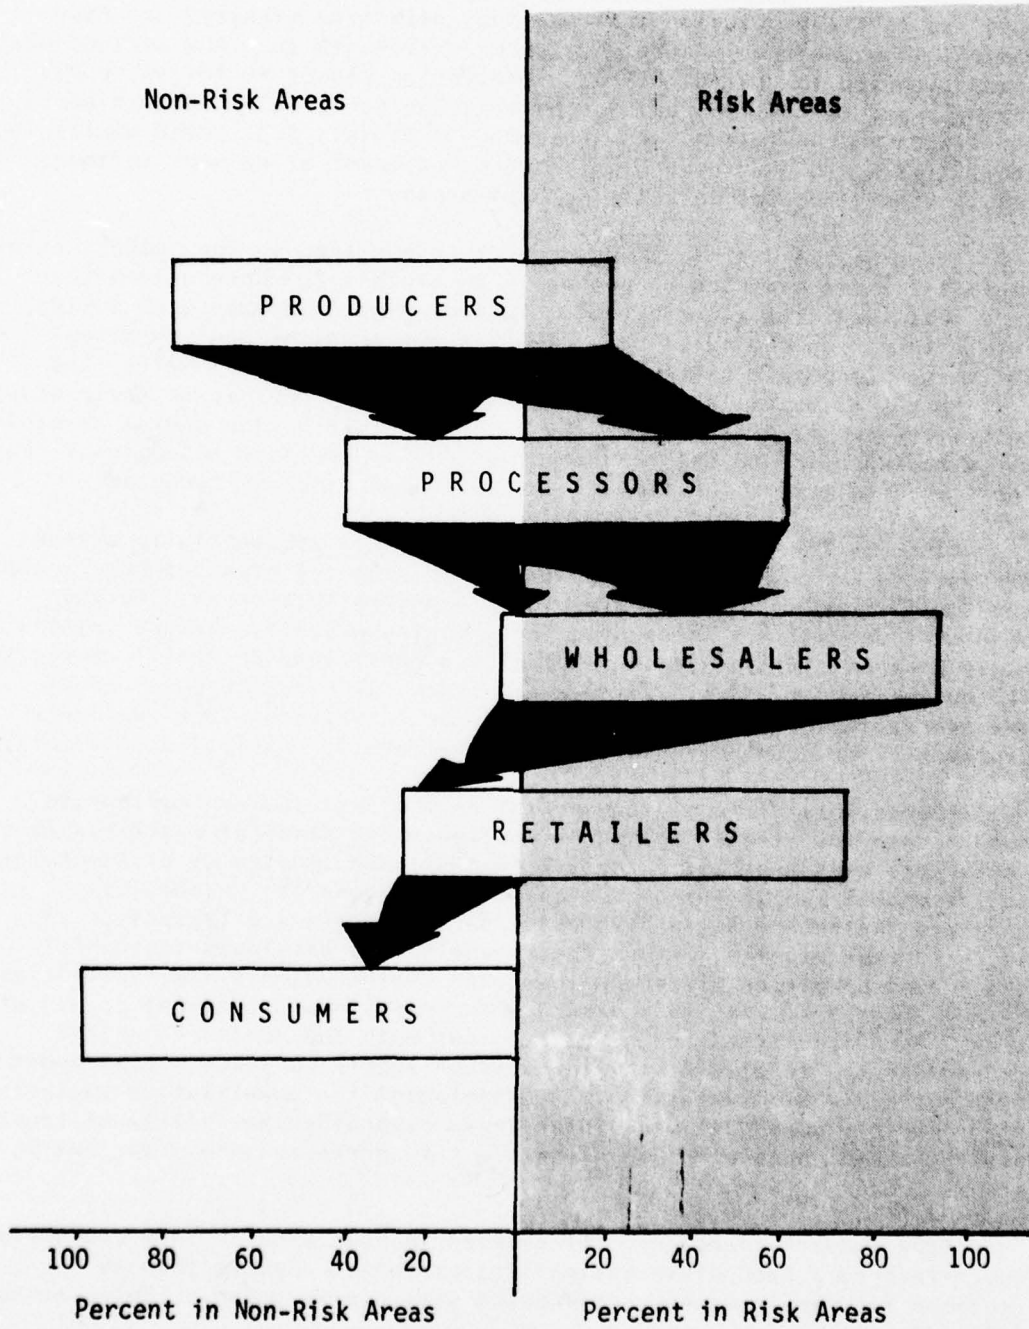 Non-Risk Areas Risk Areas
PRODUCERS
PROCESSORS
WHOLESALERS
RETAILERS
CONSUMERS
100 80 60 40 20 20 40 60 80 100
Percent in Non-Risk Areas Percent in Risk Areas